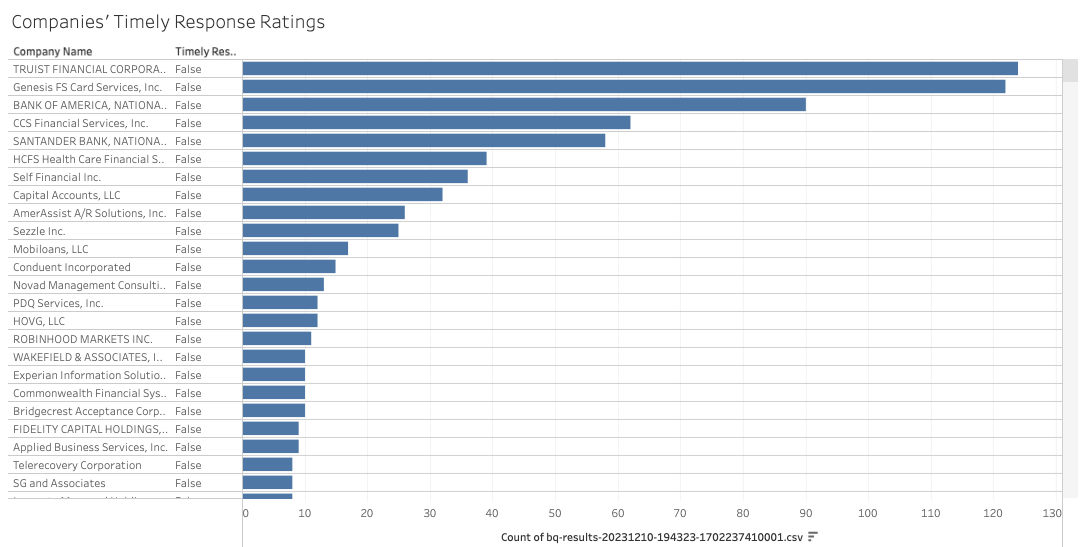 Companies’ Timely Response Ratings
Company Name Timely Res..
TRUIST FINANCIAL CORPORA.. False
Genesis FS Card Services, Inc. False
BANK OF AMERICA, NATIONA.. False
CCS Financial Services, Inc. False
SANTANDER BANK, NATIONA.. False
HCFS Health Care Financial S.. False
Self Financial Inc. False
Capital Accounts, LLC False
AmerAssist A/R Solutions, Inc. False
Sezzle Inc. False
Mobiloans, LLC False
Conduent Incorporated False
Novad Management Consulti.. False
PDQ Services, Inc. False
HOVG, LLC False
ROBINHOOD MARKETS INC. False
WAKEFIELD & ASSOCIATES, I.. False
Experian Information Solutio.. False
Commonwealth Financial Sys.. False
Bridgecrest Acceptance Corp.. False
FIDELITY CAPITAL HOLDINGS,.. False
Applied Business Services, Inc. False
Telerecovery Corporation False
SG and Associates False
0 10 20 30 40 50 60 70 80 90 100 110 120 130
Count of bq-results-20231210-194323-1702237410001.csv